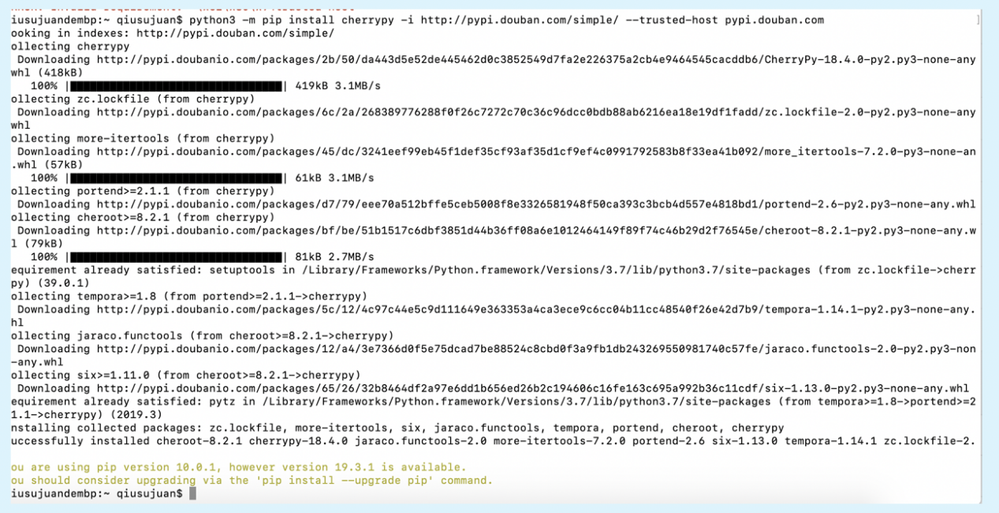 iusujuandembp:~ qiusujuan$ python3 -m pip install cherrypy -i http://pypi.douban.com/simple/ --trusted-host pypi.douban.com ]
ooking in indexes: http://pypi.douban.com/simple/
ollecting cherrypy
Downloading http://pypi.doubanio.com/packages/2b/50/da443d5e52de445462d0c3852549d7fa2e226375a2cb4e9464545cacddb6/CherryPy-18.4.0-py2.py3-none-any
whl (418kB)
100% |████████████████████████████████| 419kB 3.1MB/s
ollecting zc.lockfile (from cherrypy)
Downloading http://pypi.doubanio.com/packages/6c/2a/268389776288f0f26c7272c70c36c96dcc0bdb88ab6216ea18e19df1fadd/zc.lockfile-2.0-py2.py3-none-any
whl
ollecting more-itertools (from cherrypy)
Downloading http://pypi.doubanio.com/packages/45/dc/3241eef99eb45f1def35cf93af35d1cf9ef4c0991792583b8f33ea41b092/more_itertools-7.2.0-py3-none-an
.whl (57kB)
100% |████████████████████████████████| 61kB 3.1MB/s
ollecting portend>=2.1.1 (from cherrypy)
Downloading http://pypi.doubanio.com/packages/d7/79/eee70a512bffe5ceb5008f8e3326581948f50ca393c3bcb4d557e4818bd1/portend-2.6-py2.py3-none-any.whl
ollecting cheroot>=8.2.1 (from cherrypy)
Downloading http://pypi.doubanio.com/packages/bf/be/51b1517c6dbf3851d44b36ff08a6e1012464149f89f74c46b29d2f76545e/cheroot-8.2.1-py2.py3-none-any.w
l (79kB)
100% |████████████████████████████████| 81kB 2.7MB/s
equirement already satisfied: setuptools in /Library/Frameworks/Python.framework/Versions/3.7/lib/python3.7/site-packages (from zc.lockfile->cherr
py) (39.0.1)
ollecting tempora>=1.8 (from portend>=2.1.1->cherrypy)
Downloading http://pypi.doubanio.com/packages/5c/12/4c97c44e5c9d111649e363353a4ca3ece9c6cc04b11cc48540f26e42d7b9/tempora-1.14.1-py2.py3-none-any.
hl
ollecting jaraco.functools (from cheroot>=8.2.1->cherrypy)
Downloading http://pypi.doubanio.com/packages/12/a4/3e7366d0f5e75dcad7be88524c8cbd0f3a9fb1db243269550981740c57fe/jaraco.functools-2.0-py2.py3-non
-any.whl
ollecting six>=1.11.0 (from cheroot>=8.2.1->cherrypy)
Downloading http://pypi.doubanio.com/packages/65/26/32b8464df2a97e6dd1b656ed26b2c194606c16fe163c695a992b36c11cdf/six-1.13.0-py2.py3-none-any.whl
equirement already satisfied: pytz in /Library/Frameworks/Python.framework/Versions/3.7/lib/python3.7/site-packages (from tempora>=1.8->portend>=2
1.1->cherrypy) (2019.3)
nstalling collected packages: zc.lockfile, more-itertools, six, jaraco.functools, tempora, portend, cheroot, cherrypy
uccessfully installed cheroot-8.2.1 cherrypy-18.4.0 jaraco.functools-2.0 more-itertools-7.2.0 portend-2.6 six-1.13.0 tempora-1.14.1 zc.lockfile-2.
ou are using pip version 10.0.1, however version 19.3.1 is available.
ou should consider upgrading via the 'pip install --upgrade pip' command.
iusujuandembp:~ qiusujuan$